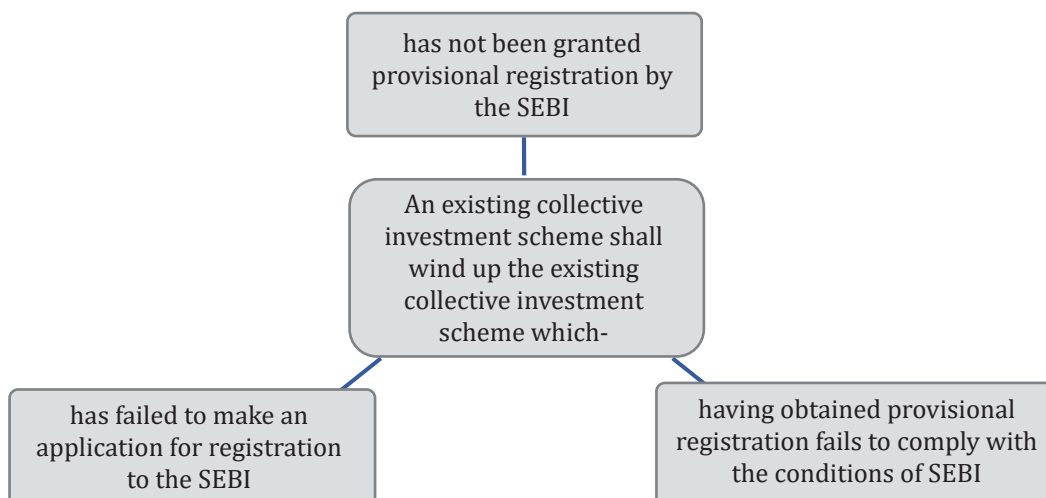 has not been granted
provisional registration by
the SEBI
An existing collective
investment scheme shall
wind up the existing
collective investment
scheme which-
has failed to make an
application for registration
to the SEBI
having obtained provisional
registration fails to comply with
the conditions of SEBI